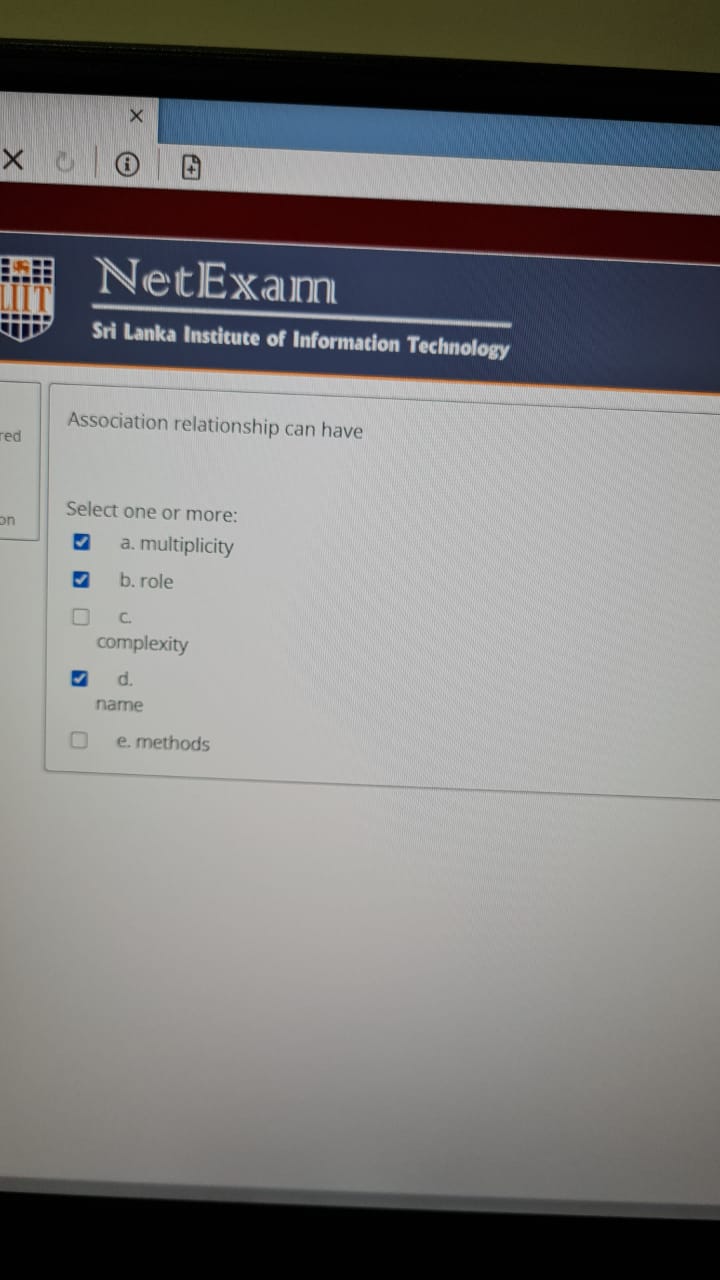 NetExam
Sri Lanka Institute of Information Technology
Association relationship can have
red
Select one or more:
on
a. multiplicity
b. role
c.
complexity
d.
name
e. methods